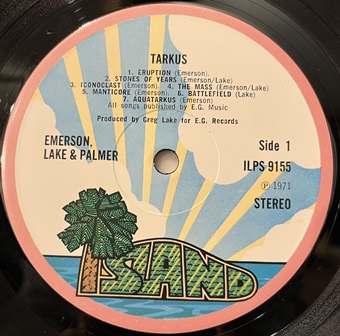 TARKUS
1. ERUPTION (Emerson).
2. STONES OF YEARS (Emerson/Lake)
3. ICONOCLAST (Emerson). 4. THE MASS (Emerson/Lake)
5. MANTICORE (Emerson). 6. BATTLEFIELD (Lake)
7. AQUATARKUS (Emerson)
All songs published by E.G. Music
Produced by Greg Lake for E.G. Records
EMERSON,
LAKE & PALMER
Side 1
ILPS 9155
Ⓟ 1971
STEREO
ISLAND